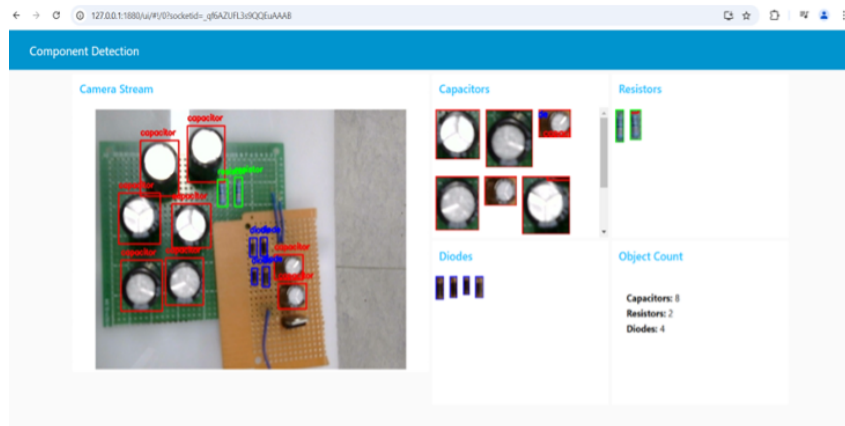 127.0.0.1:1880/ui/#!/0?socketid=_qf6AZUFL3s9QQEuAAAB
Component Detection
Camera Stream
Capacitors
Resistors
capacitor
capacitor
capacitor
capacitor
capacitor
capacitor
capacitor
capacitor
diode
Diodes
Object Count
Capacitors: 8
Resistors: 2
Diodes: 4